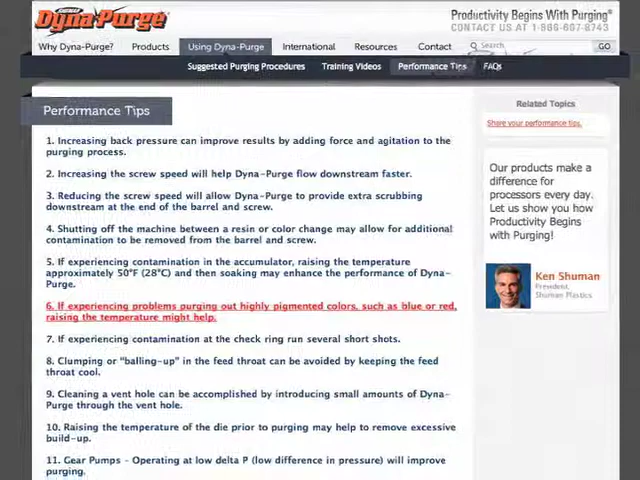 SHUMAN
Dyna-Purge®
Productivity Begins With Purging®
CONTACT US AT 1-866-607-8743
Why Dyna-Purge? Products Using Dyna-Purge International Resources Contact Search GO
Suggested Purging Procedures Training Videos Performance Tips FAQs
Performance Tips
1. Increasing back pressure can improve results by adding force and agitation to the
purging process.
2. Increasing the screw speed will help Dyna-Purge flow downstream faster.
3. Reducing the screw speed will allow Dyna-Purge to provide extra scrubbing
downstream at the end of the barrel and screw.
4. Shutting off the machine between a resin or color change may allow for additional
contamination to be removed from the barrel and screw.
5. If experiencing contamination in the accumulator, raising the temperature
approximately 50°F (28°C) and then soaking may enhance the performance of Dyna-
Purge.
6. If experiencing problems purging out highly pigmented colors, such as blue or red,
raising the temperature might help.
7. If experiencing contamination at the check ring run several short shots.
8. Clumping or “balling-up” in the feed throat can be avoided by keeping the feed
throat cool.
9. Cleaning a vent hole can be accomplished by introducing small amounts of Dyna-
Purge through the vent hole.
10. Raising the temperature of the die prior to purging may help to remove excessive
build-up.
11. Gear Pumps - Operating at low delta P (low difference in pressure) will improve
purging.
Related Topics
Share your performance tips.
Our products make a
difference for
processors every day.
Let us show you how
Productivity Begins
with Purging!
Ken Shuman
President,
Shuman Plastics